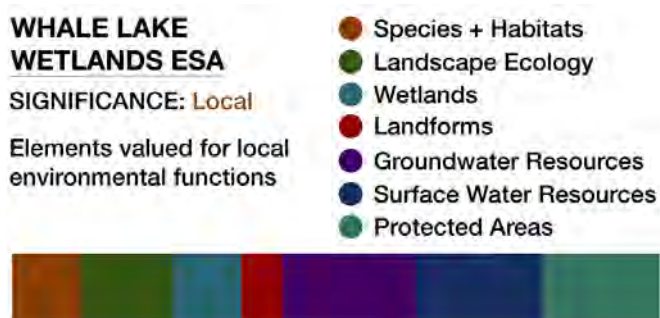 WHALE LAKE
WETLANDS ESA
SIGNIFICANCE: Local
Elements valued for local
environmental functions
Species + Habitats
Landscape Ecology
Wetlands
Landforms
Groundwater Resources
Surface Water Resources
Protected Areas